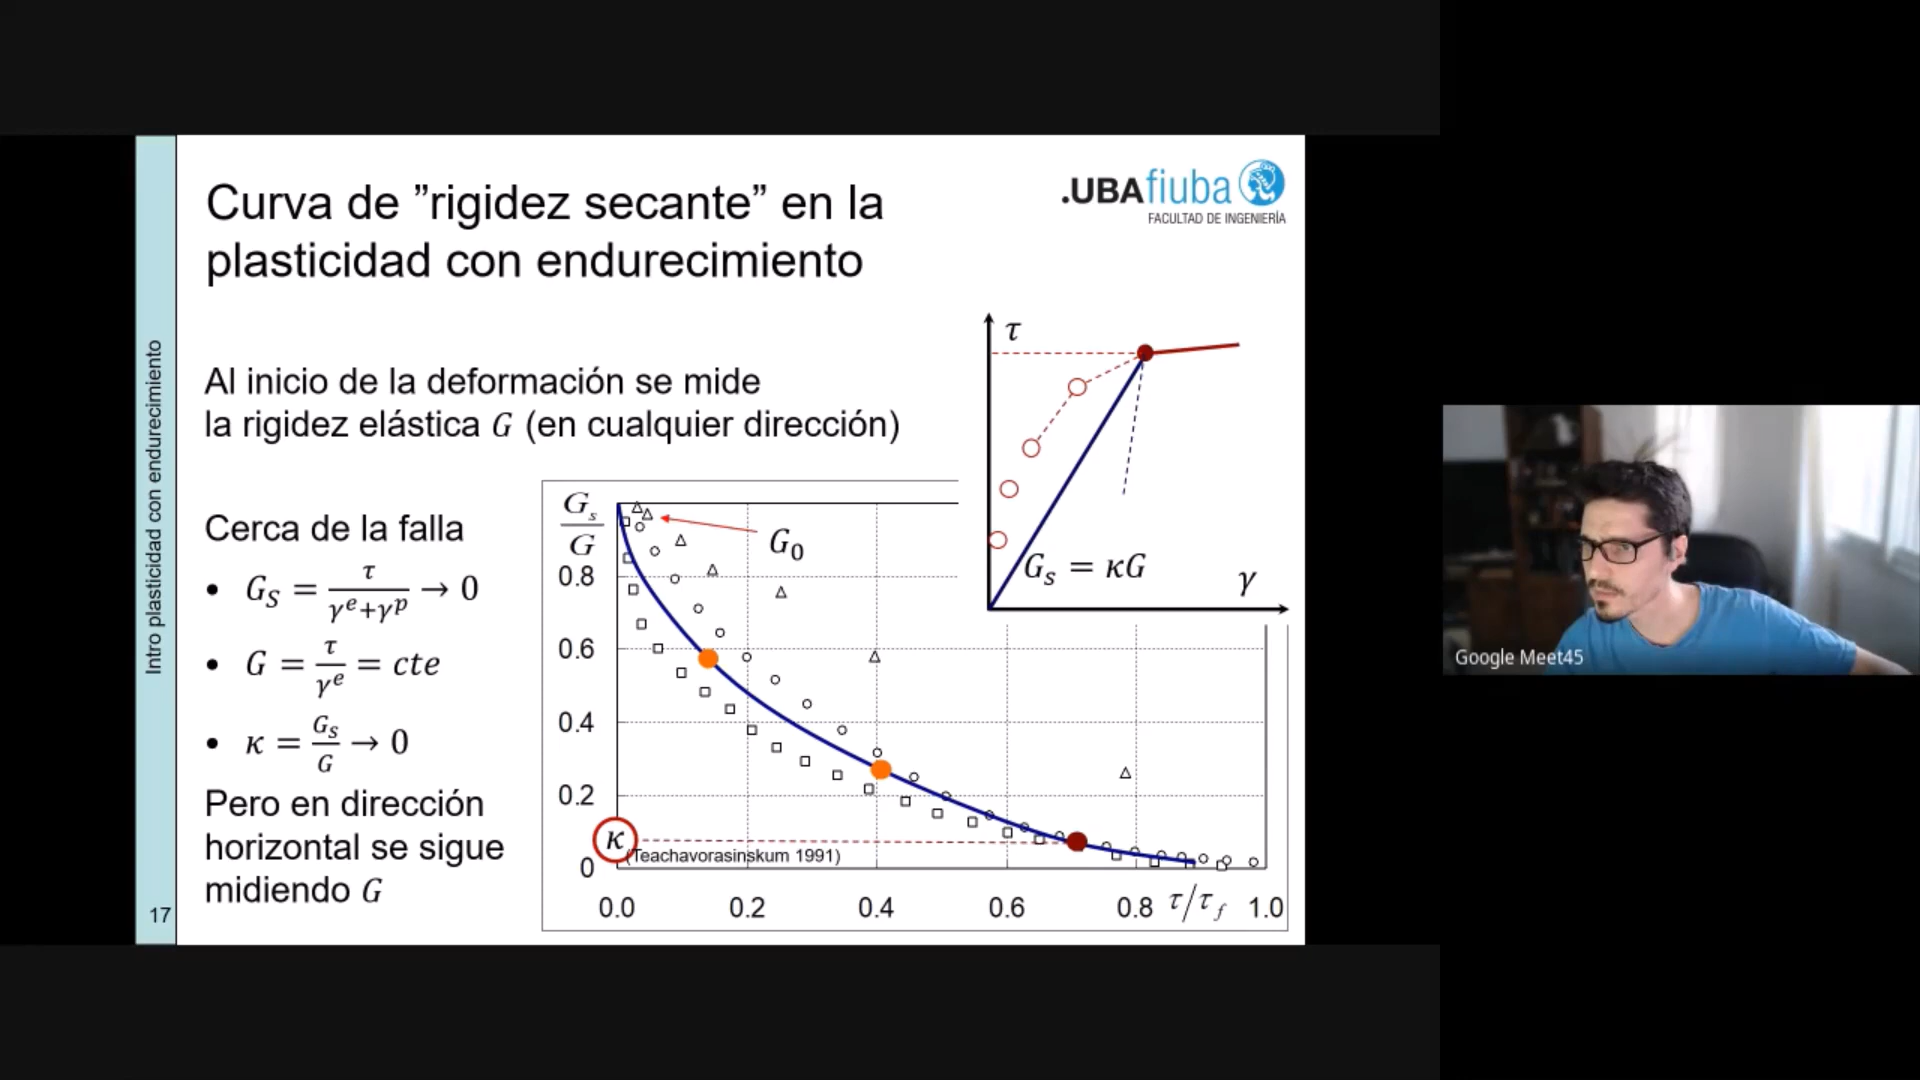 Curva de ”rigidez secante” en la
plasticidad con endurecimiento
.UBAfiuba
FACULTAD DE INGENIERÍA
Intro plasticidad con endurecimiento
17
Al inicio de la deformación se mide
la rigidez elástica G (en cualquier dirección)
Cerca de la falla
• G_S = τ/(γ^e+γ^p) → 0
• G = τ/γ^e = cte
• κ = G_S/G → 0
Pero en dirección
horizontal se sigue
midiendo G
τ
G_s = κG
γ
G_s/G
G_0
0.8
0.6
0.4
0.2
κ
0
(Teachavorasinskum 1991)
0.0 0.2 0.4 0.6 0.8 τ/τ_f 1.0
Google Meet45